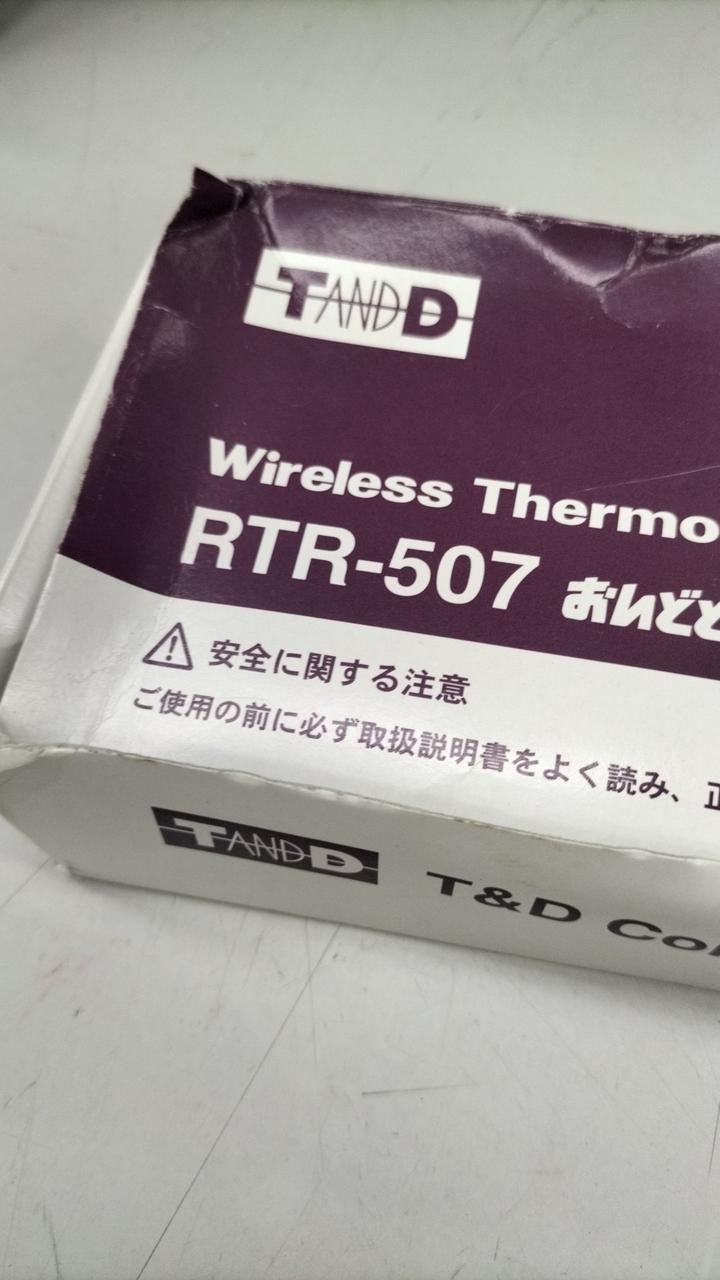 TANDD
Wireless Thermo
RTR-507 おんどと
安全に関する注意
ご使用の前に必ず取扱説明書をよく読み、正
TANDD
T&D Co